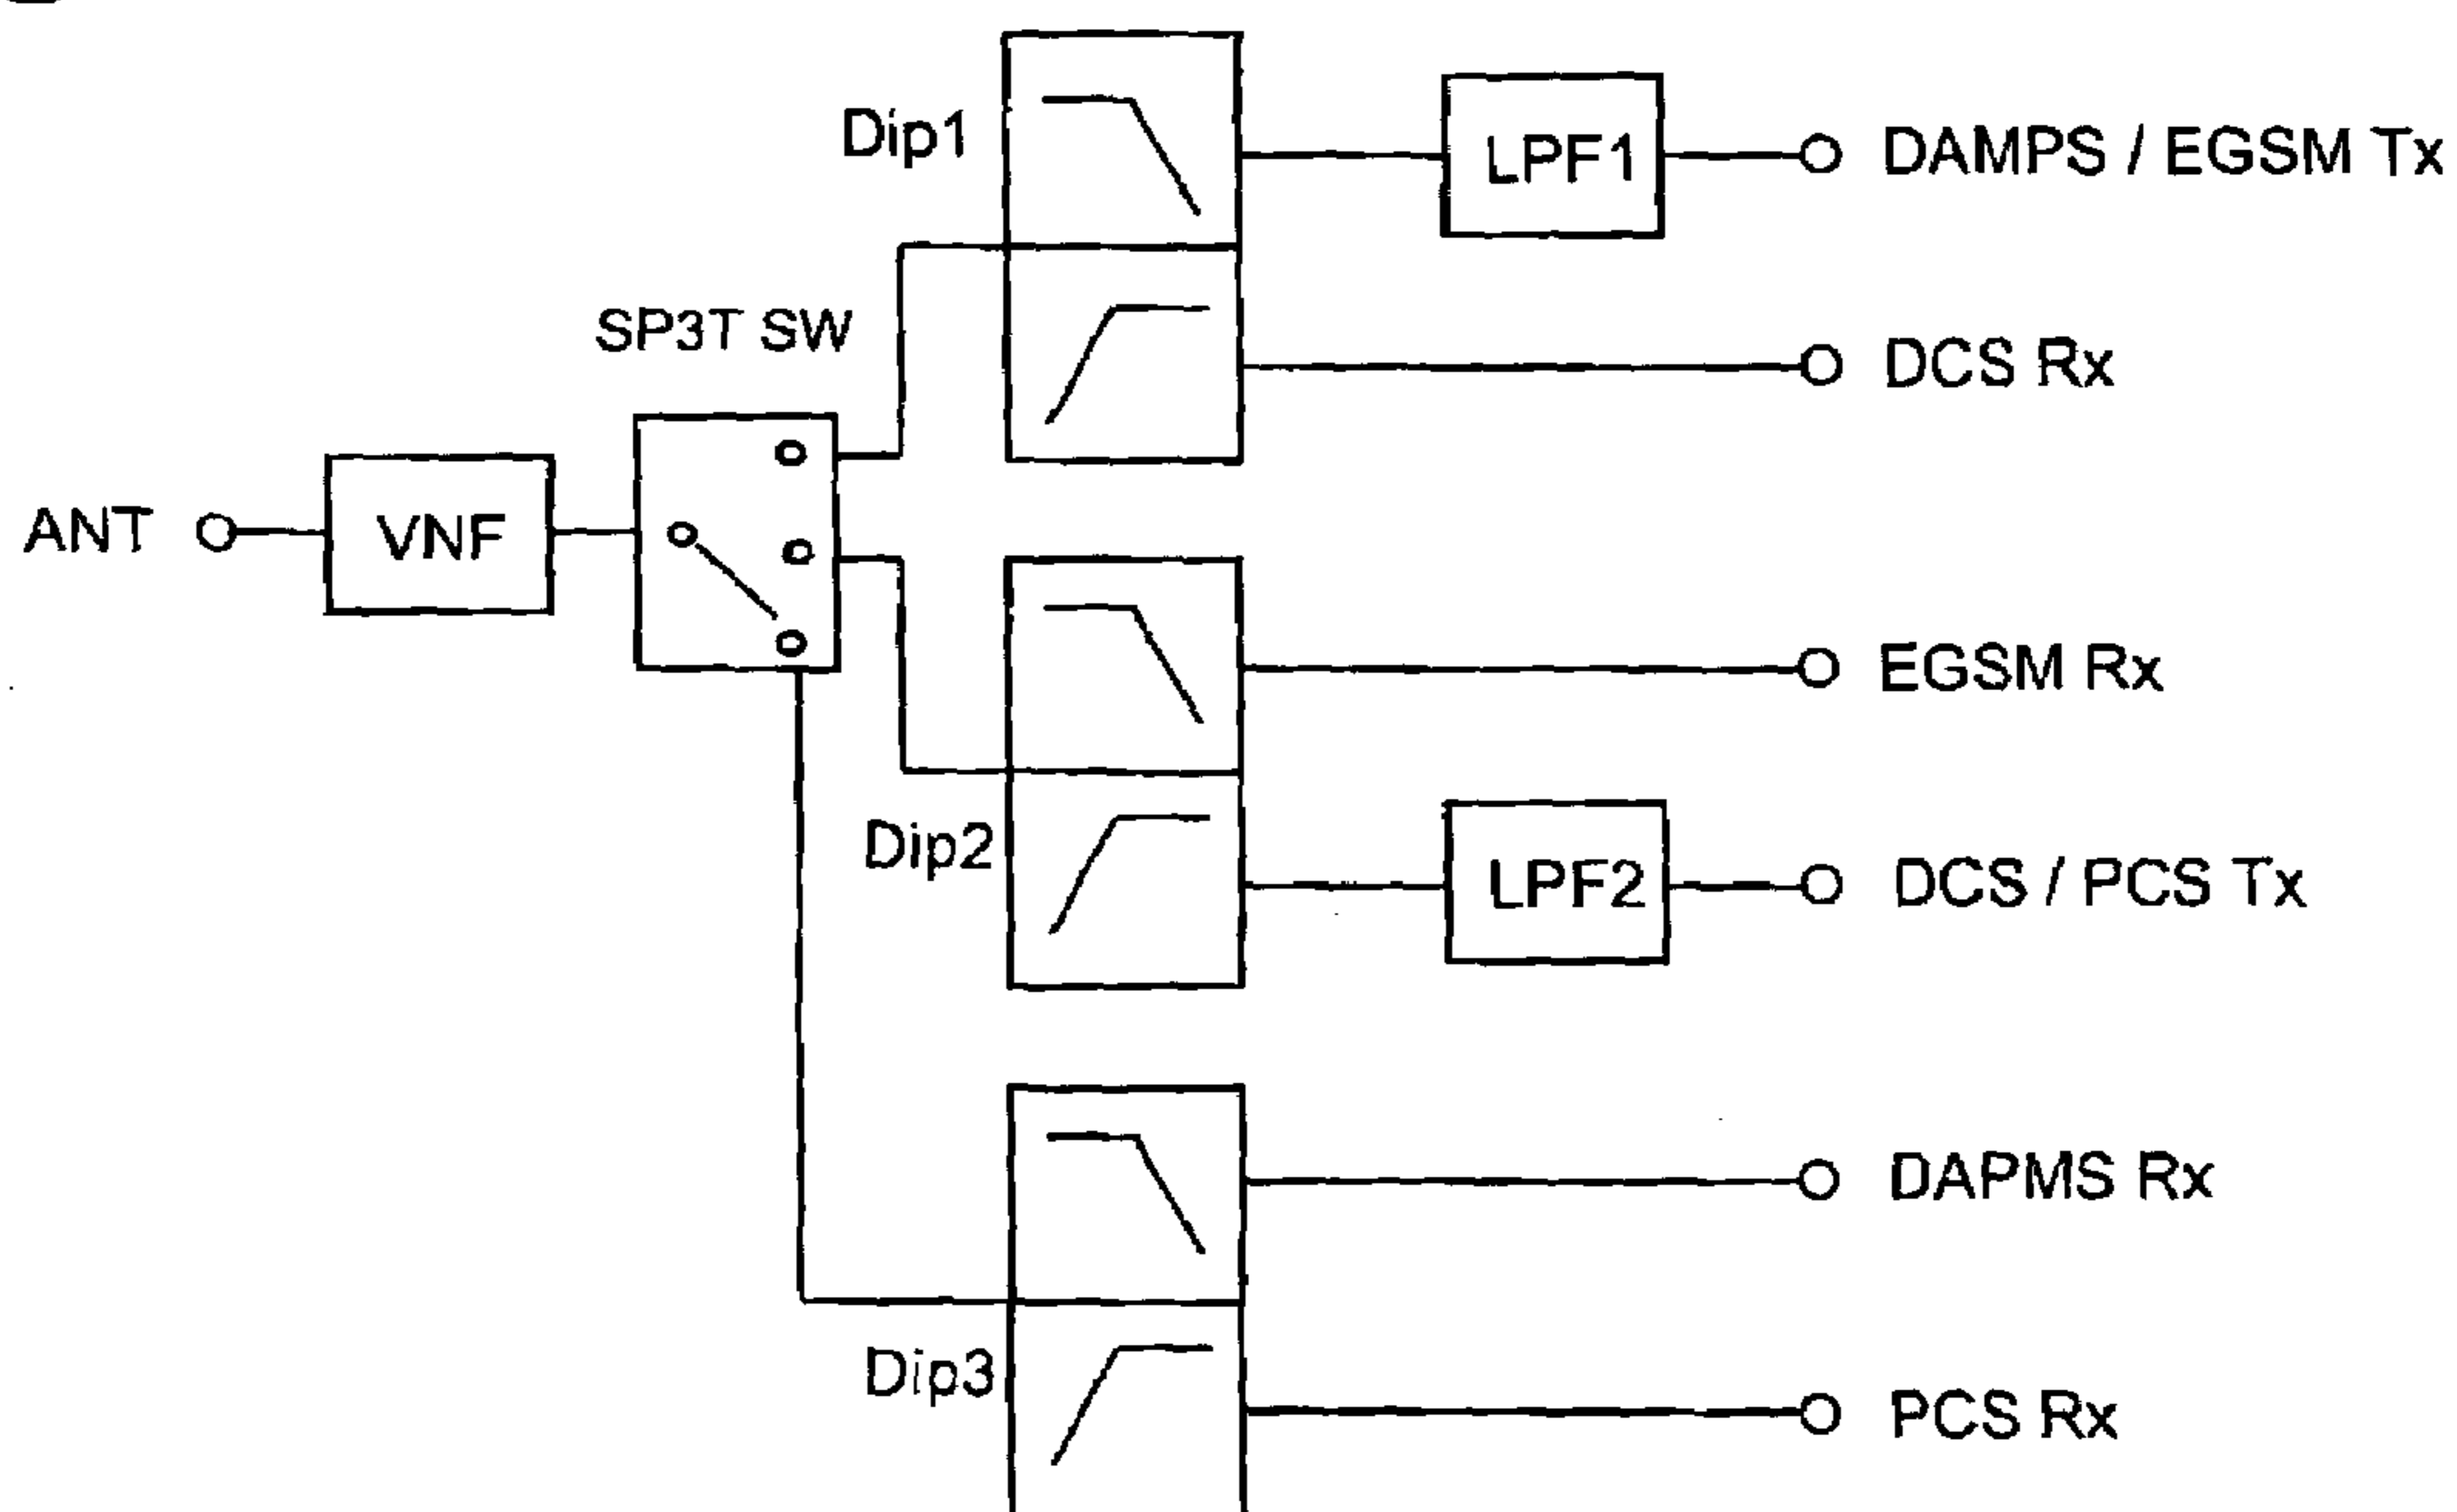 Dip1
LPF1
DAMPS / EGSM Tx
SP3T SW
DCS Rx
ANT
VNF
EGSM Rx
Dip2
LPF2
DCS / PCS Tx
DAPMS Rx
Dip3
PCS Rx